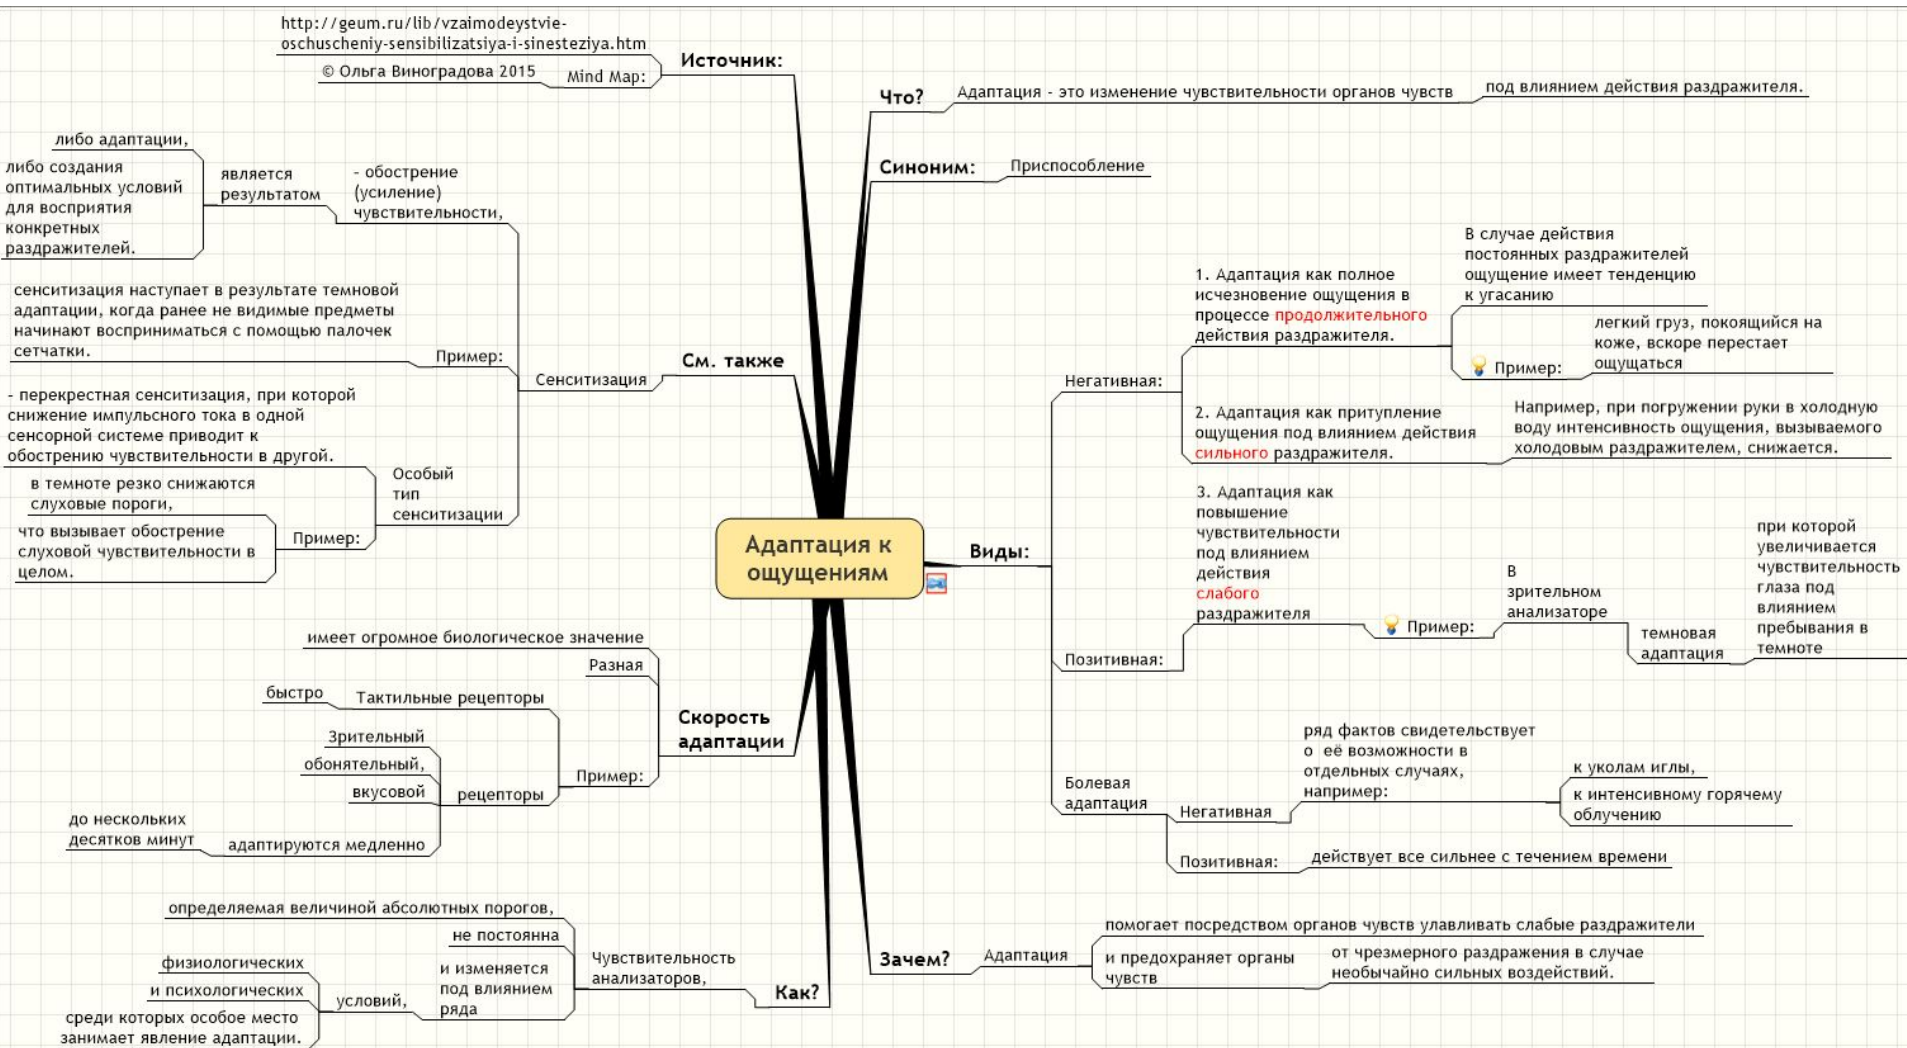 http://geum.ru/lib/vzaimodeystvie-
oschuscheniy-sensibilizatsiya-i-sinesteziya.htm
Источник:
© Ольга Виноградова 2015
Mind Map:
Что?
Адаптация - это изменение чувствительности органов чувств
под влиянием действия раздражителя.
Синоним:
Приспособление
либо адаптации,
либо создания
оптимальных условий
для восприятия
конкретных
раздражителей.
является
результатом
- обострение
(усиление)
чувствительности,
сенситизация наступает в результате темновой
адаптации, когда ранее не видимые предметы
начинают восприниматься с помощью палочек
сетчатки.
Пример:
См. также
Сенситизация
- перекрестная сенситизация, при которой
снижение импульсного тока в одной
сенсорной системе приводит к
обострению чувствительности в другой.
в темноте резко снижаются
слуховые пороги,
что вызывает обострение
слуховой чувствительности в
целом.
Пример:
Особый
тип
сенситизации
Адаптация к
ощущениям
Виды:
Негативная:
1. Адаптация как полное
исчезновение ощущения в
процессе продолжительного
действия раздражителя.
В случае действия
постоянных раздражителей
ощущение имеет тенденцию
к угасанию
Пример:
легкий груз, покоящийся на
коже, вскоре перестает
ощущаться
2. Адаптация как притупление
ощущения под влиянием действия
сильного раздражителя.
Например, при погружении руки в холодную
воду интенсивность ощущения, вызываемого
холодовым раздражителем, снижается.
Позитивная:
3. Адаптация как
повышение
чувствительности
под влиянием
действия
слабого
раздражителя
Пример:
В
зрительном
анализаторе
темновая
адаптация
при которой
увеличивается
чувствительность
глаза под
влиянием
пребывания в
темноте
Болевая
адаптация
Негативная
ряд фактов свидетельствует
о её возможности в
отдельных случаях,
например:
к уколам иглы,
к интенсивному горячему
облучению
Позитивная:
действует все сильнее с течением времени
имеет огромное биологическое значение
Разная
быстро
Тактильные рецепторы
Скорость
адаптации
Зрительный
обонятельный,
вкусовой
рецепторы
Пример:
до нескольких
десятков минут
адаптируются медленно
определяемая величиной абсолютных порогов,
не постоянна
физиологических
и психологических
среди которых особое место
занимает явление адаптации.
условий,
и изменяется
под влиянием
ряда
Чувствительность
анализаторов,
Как?
Зачем?
Адаптация
помогает посредством органов чувств улавливать слабые раздражители
и предохраняет органы
чувств
от чрезмерного раздражения в случае
необычайно сильных воздействий.